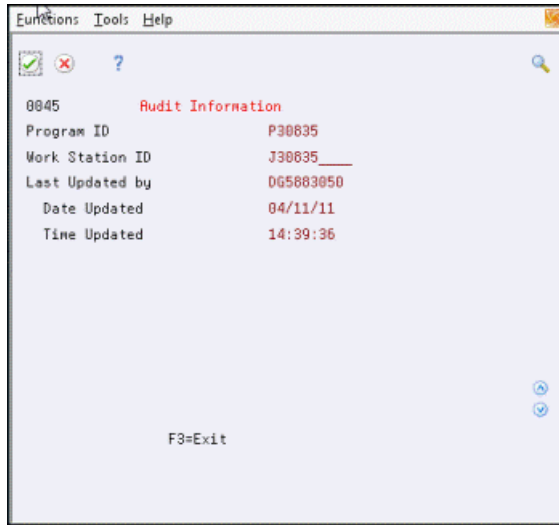 Functions Tools Help
?
0045 Audit Information
Program ID P30835
Work Station ID J30835____
Last Updated by DG5883050
Date Updated 04/11/11
Time Updated 14:39:36
F3=Exit